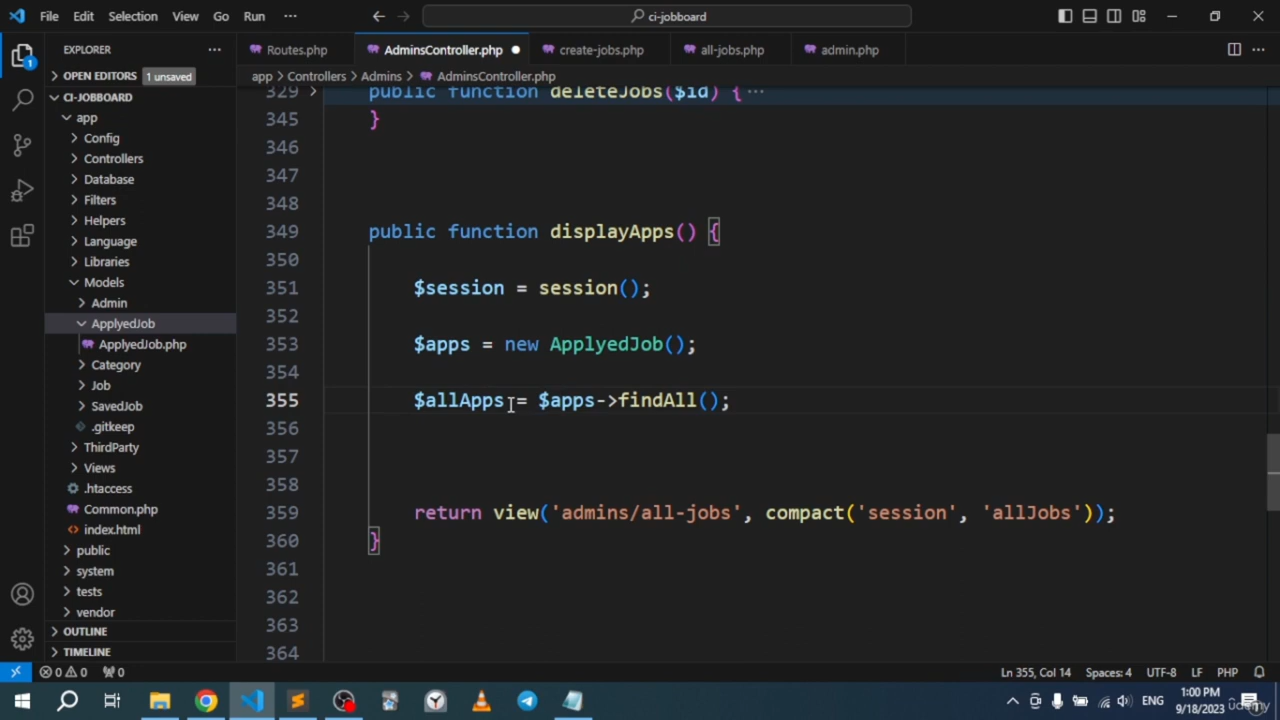 File Edit Selection View Go Run ··· ci-jobboard
EXPLORER ··· Routes.php AdminsController.php create-jobs.php all-jobs.php admin.php
OPEN EDITORS 1 unsaved
app > Controllers > Admins > AdminsController.php
CI-JOBBOARD
app
Config
Controllers
Database
Filters
Helpers
Language
Libraries
Models
Admin
ApplyedJob
ApplyedJob.php
Category
Job
SavedJob
.gitkeep
ThirdParty
Views
.htaccess
Common.php
index.html
public
system
tests
vendor
OUTLINE
TIMELINE
329 public function deleteJobs($id) { ···
345 }
346
347
348
349 public function displayApps() {
350
351 $session = session();
352
353 $apps = new ApplyedJob();
354
355 $allApps = $apps->findAll();
356
357
358
359 return view('admins/all-jobs', compact('session', 'allJobs'));
360 }
361
362
363
364
0 0 0 Ln 355, Col 14 Spaces: 4 UTF-8 LF PHP
1
ENG 1:00 PM
9/18/2023
udemy